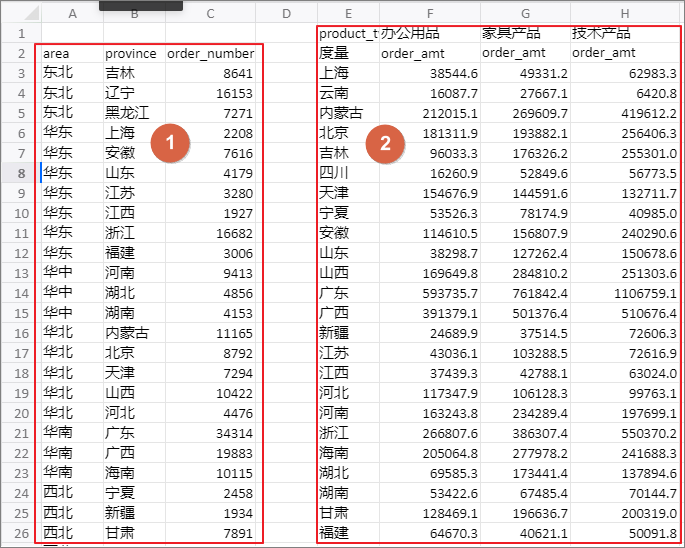 A B C D E F G H
1 product_t 办公用品 家具产品 技术产品
2 area province order_number 度量 order_amt order_amt order_amt
3 东北 吉林 8641 上海 38544.6 49331.2 62983.3
4 东北 辽宁 16153 云南 16087.7 27667.1 6420.8
5 东北 黑龙江 7271 内蒙古 212015.1 269609.7 419612.2
6 华东 上海 2208 北京 181311.9 193882.1 256406.3
7 华东 安徽 1 7616 吉林 2 96033.3 176326.2 255301.0
8 华东 山东 4179 四川 16260.9 52849.6 56773.5
9 华东 江苏 3280 天津 154676.9 144591.6 132711.7
10 华东 江西 1927 宁夏 53526.3 78174.9 40985.0
11 华东 浙江 16682 安徽 114610.5 156807.9 240290.6
12 华东 福建 3006 山东 38298.7 127262.4 150678.6
13 华中 河南 9413 山西 169649.8 284810.2 251303.6
14 华中 湖北 4856 广东 593735.7 761842.4 1106759.1
15 华中 湖南 4153 广西 391379.1 501376.4 510676.4
16 华北 内蒙古 11165 新疆 24689.9 37514.5 72606.3
17 华北 北京 8792 江苏 43036.1 103288.5 72616.9
18 华北 天津 7294 江西 37439.3 42788.1 63024.0
19 华北 山西 10422 河北 117347.9 106128.3 99763.1
20 华北 河北 4476 河南 163243.8 234289.4 197699.1
21 华南 广东 34314 浙江 266807.6 386307.4 550370.2
22 华南 广西 19883 海南 205064.8 277978.2 241688.3
23 华南 海南 10115 湖北 69585.3 173441.4 137894.6
24 西北 宁夏 2458 湖南 53422.6 67485.4 70144.7
25 西北 新疆 1934 甘肃 128469.1 196636.7 200319.0
26 西北 甘肃 7891 福建 64670.3 40621.1 50091.8